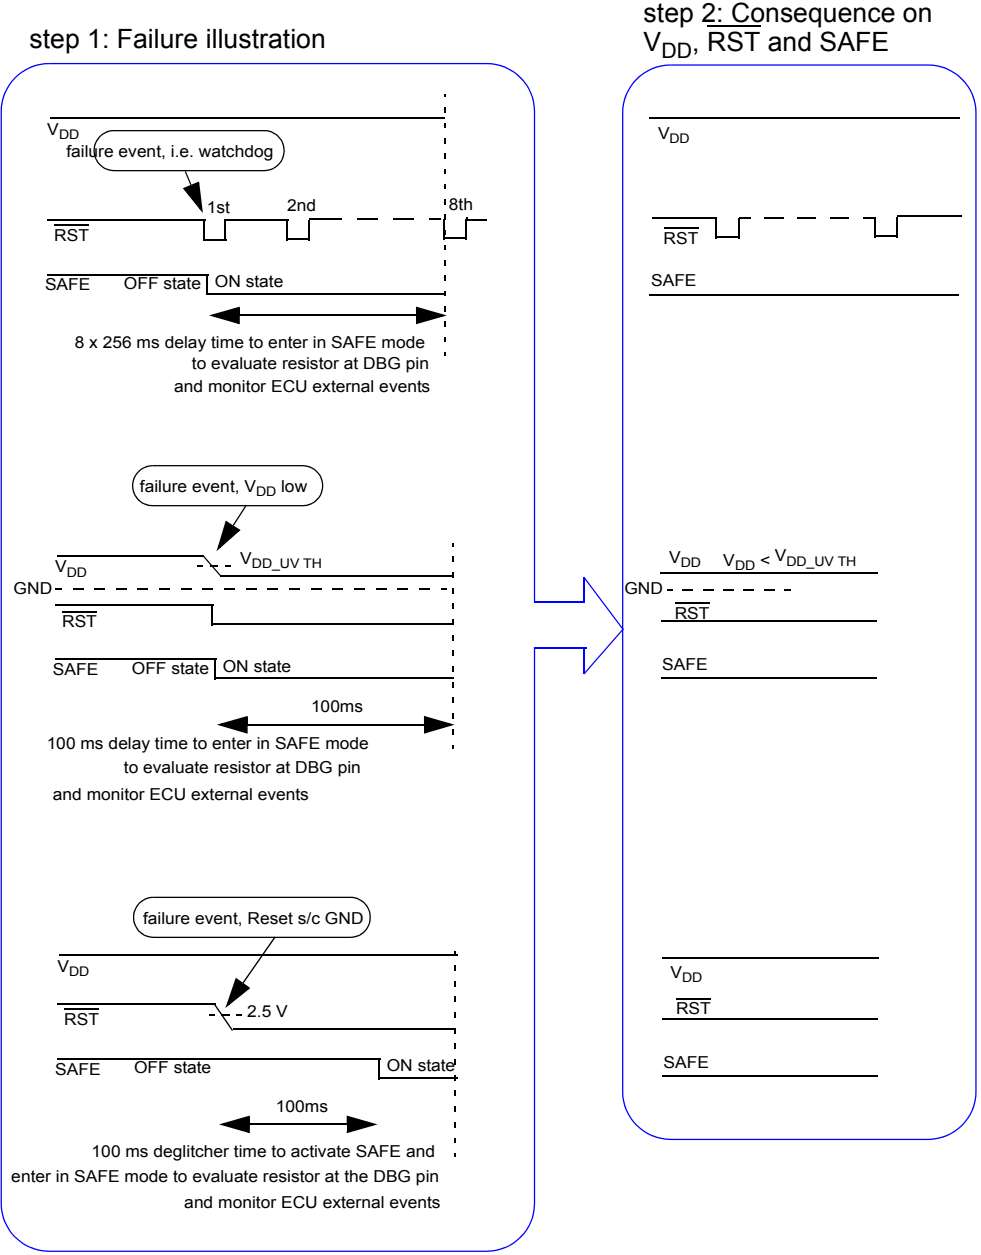 step 1: Failure illustration
step 2: Consequence on
VDD, RST and SAFE
VDD
failure event, i.e. watchdog
1st
2nd
8th
RST
SAFE
OFF state
ON state
8 x 256 ms delay time to enter in SAFE mode
to evaluate resistor at DBG pin
and monitor ECU external events
failure event, VDD low
VDD
VDD_UV TH
GND
RST
SAFE
OFF state
ON state
100ms
100 ms delay time to enter in SAFE mode
to evaluate resistor at DBG pin
and monitor ECU external events
failure event, Reset s/c GND
VDD
RST
2.5 V
SAFE
OFF state
ON state
100ms
100 ms deglitcher time to activate SAFE and
enter in SAFE mode to evaluate resistor at the DBG pin
and monitor ECU external events
VDD
RST
SAFE
VDD
VDD < VDD_UV TH
GND
RST
SAFE
VDD
RST
SAFE